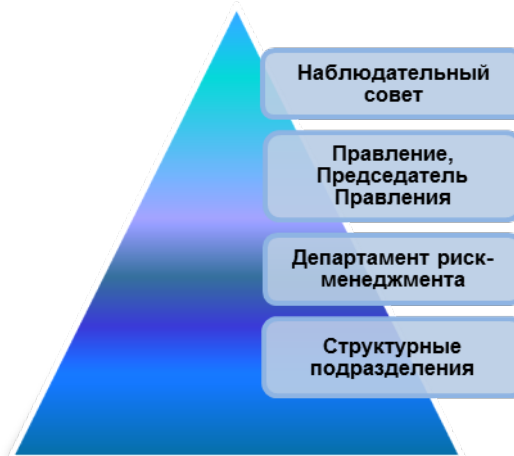 Наблюдательный
совет
Правление,
Председатель
Правления
Департамент риск-
менеджмента
Структурные
подразделения